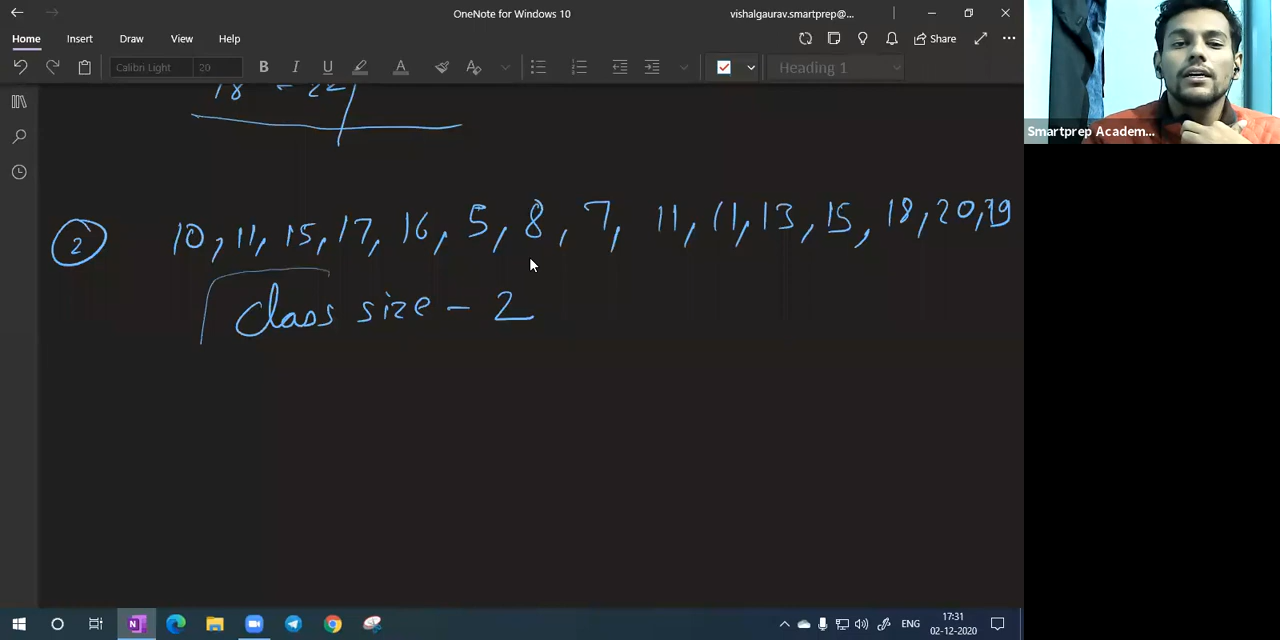 OneNote for Windows 10
vishalgaurav.smartprep@...
Home Insert Draw View Help
Share
Calibri Light 20 B I U A Heading 1
18 - 22
Smartprep Academ...
2 10, 11, 15, 17, 16, 5, 8, 7, 11, 11, 13, 15, 18, 20, 19
class size - 2
ENG
17:31
02-12-2020